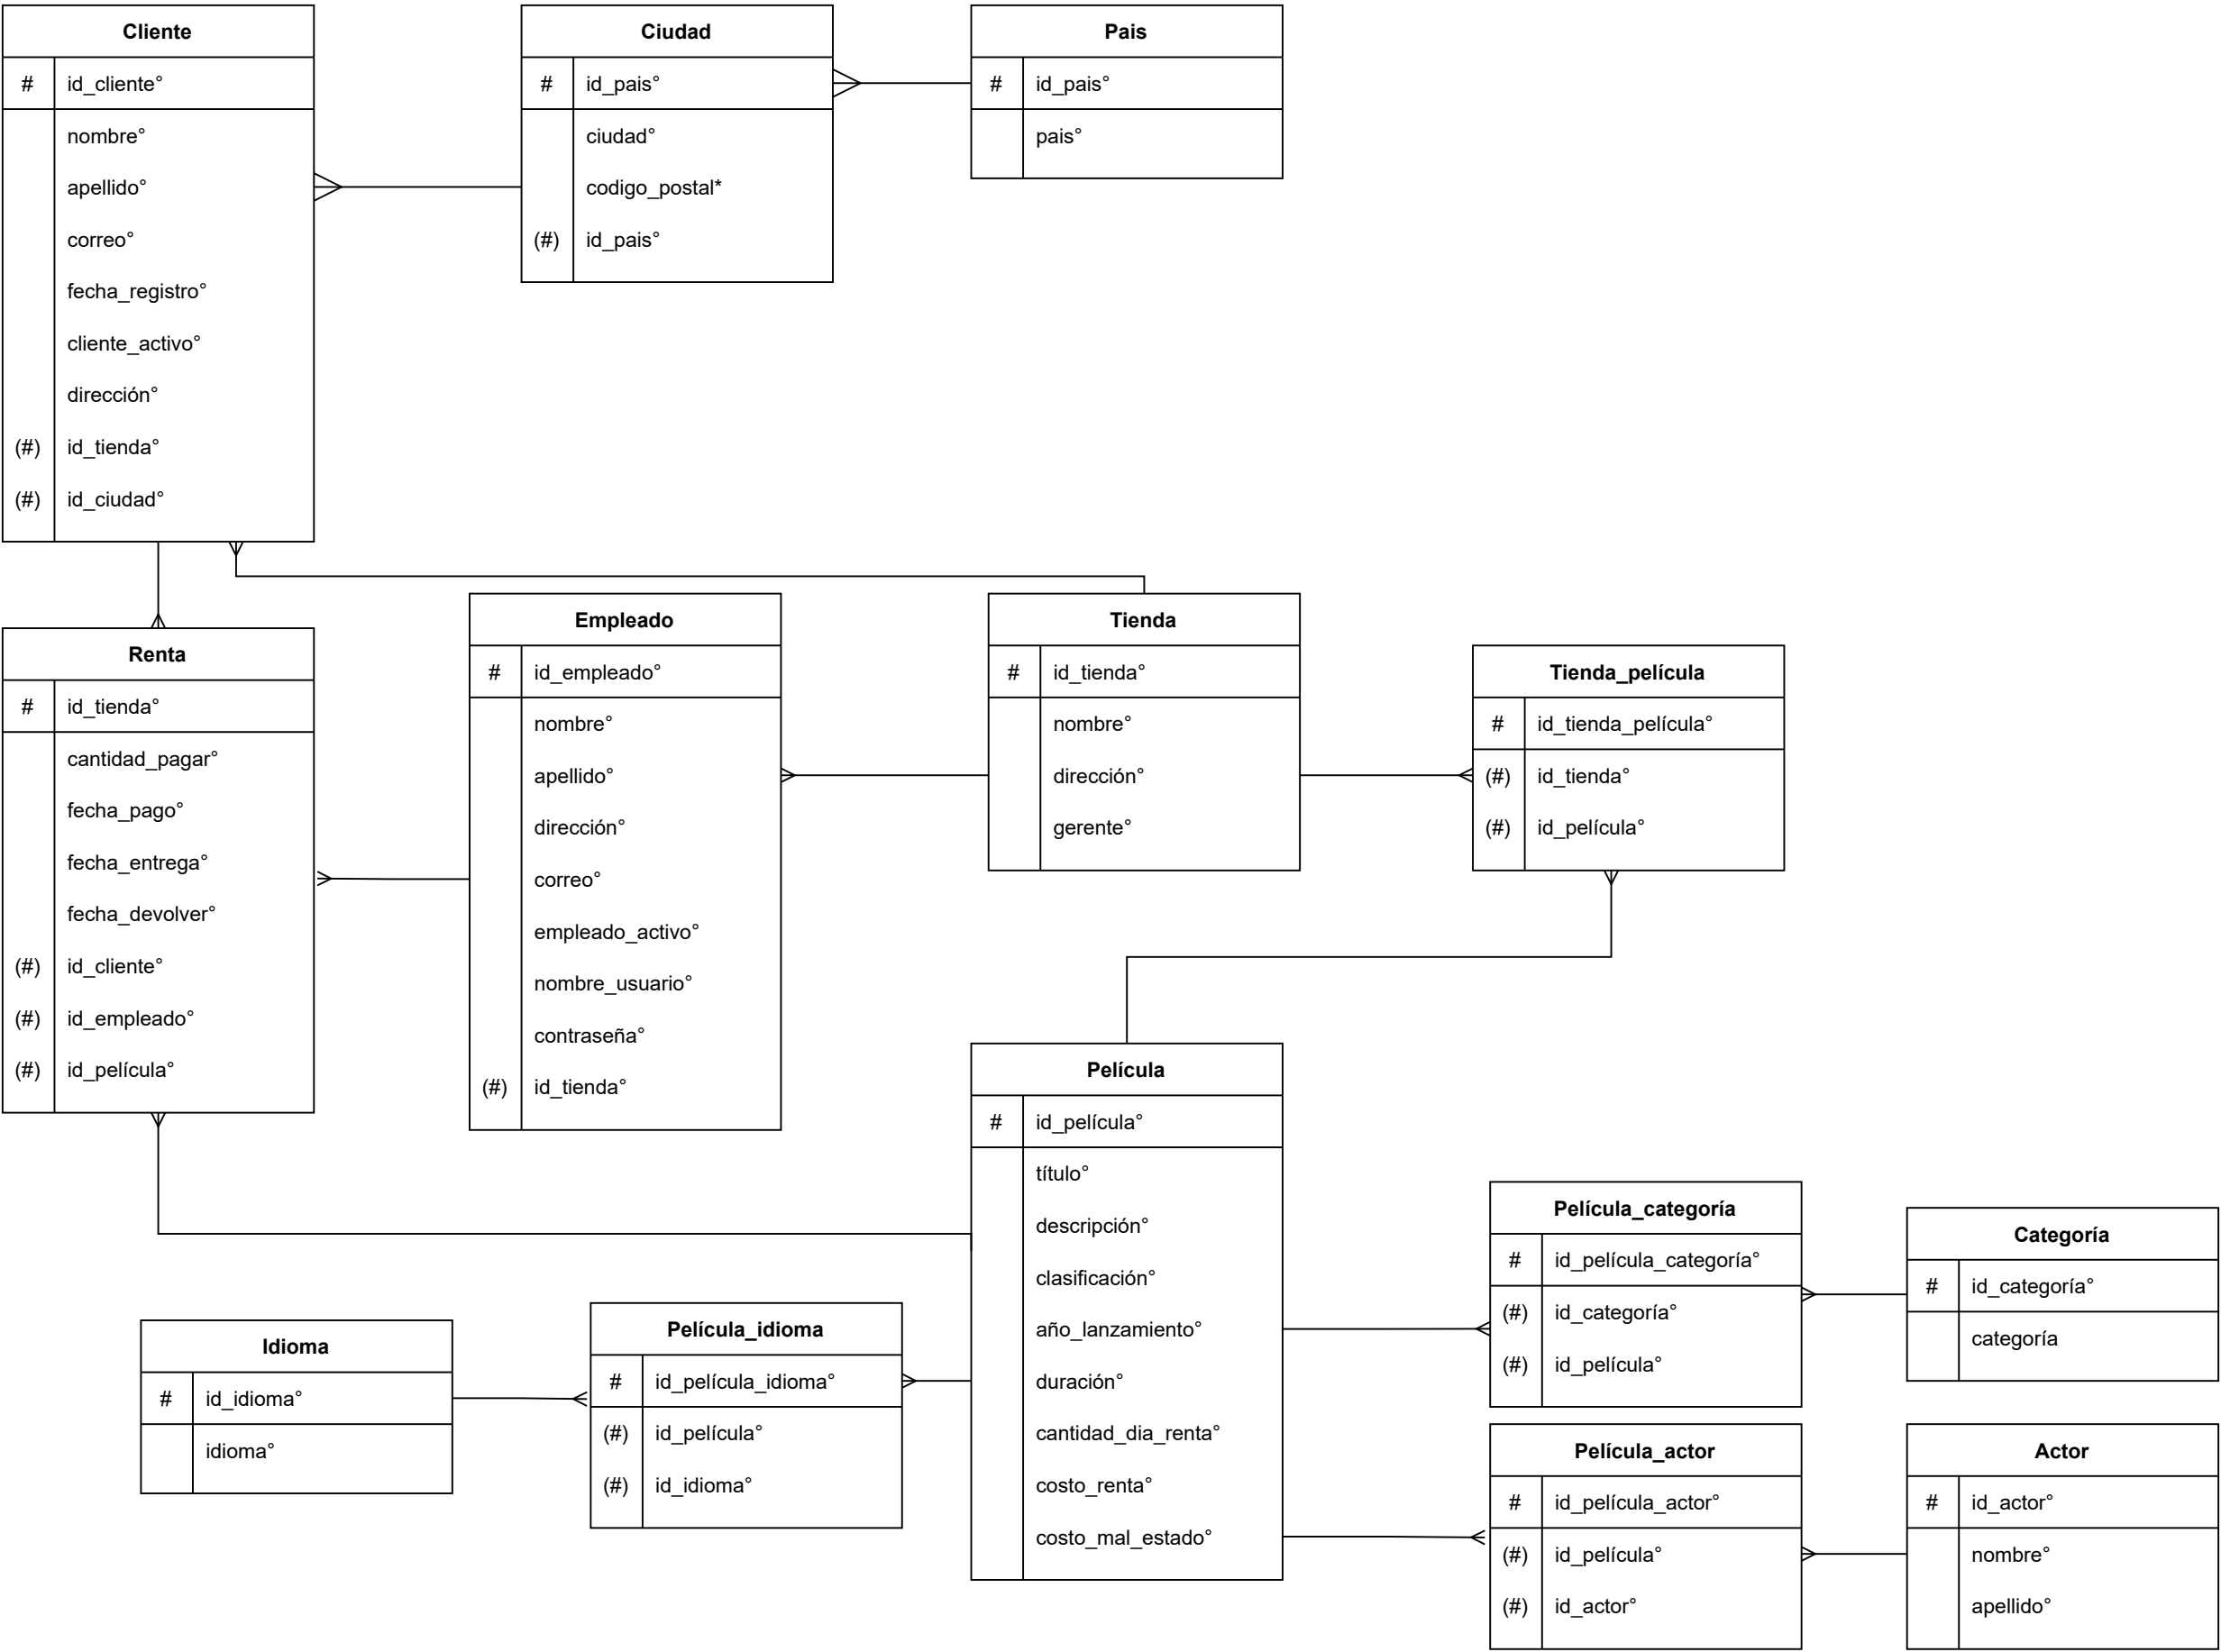 Cliente
# id_cliente°
nombre°
apellido°
correo°
fecha_registro°
cliente_activo°
dirección°
(#) id_tienda°
(#) id_ciudad°
Ciudad
# id_pais°
ciudad°
codigo_postal*
(#) id_pais°
Pais
# id_pais°
pais°
Renta
# id_tienda°
cantidad_pagar°
fecha_pago°
fecha_entrega°
fecha_devolver°
(#) id_cliente°
(#) id_empleado°
(#) id_película°
Empleado
# id_empleado°
nombre°
apellido°
dirección°
correo°
empleado_activo°
nombre_usuario°
contraseña°
(#) id_tienda°
Tienda
# id_tienda°
nombre°
dirección°
gerente°
Tienda_película
# id_tienda_película°
(#) id_tienda°
(#) id_película°
Película
# id_película°
título°
descripción°
clasificación°
año_lanzamiento°
duración°
cantidad_dia_renta°
costo_renta°
costo_mal_estado°
Idioma
# id_idioma°
idioma°
Película_idioma
# id_película_idioma°
(#) id_película°
(#) id_idioma°
Película_categoría
# id_película_categoría°
(#) id_categoría°
(#) id_película°
Categoría
# id_categoría°
categoría
Película_actor
# id_película_actor°
(#) id_película°
(#) id_actor°
Actor
# id_actor°
nombre°
apellido°